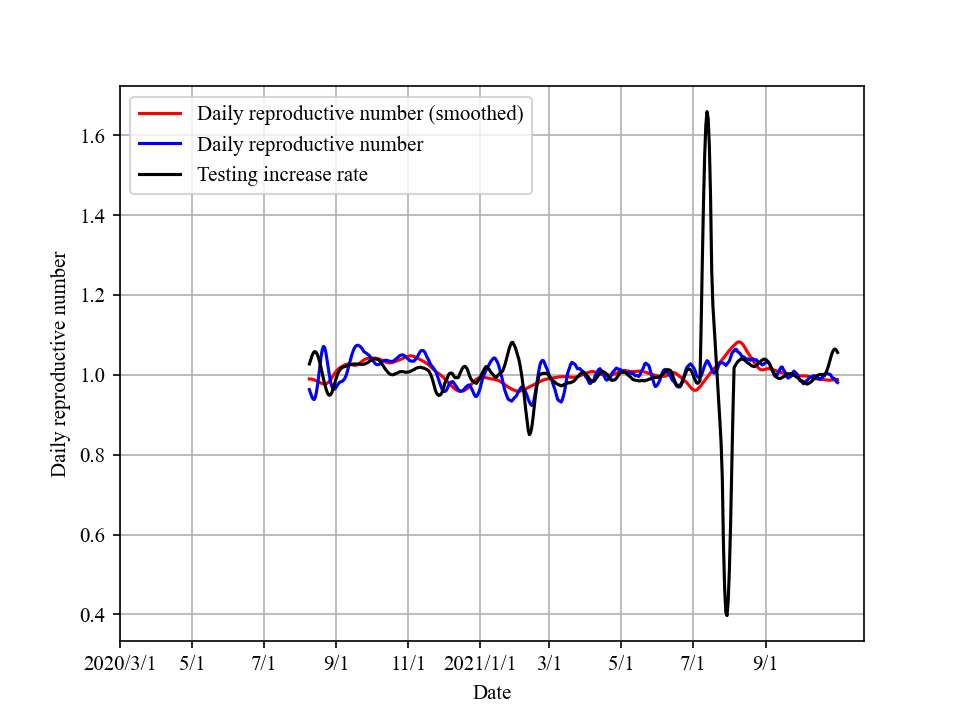 Daily reproductive number (smoothed)
Daily reproductive number
Testing increase rate
Daily reproductive number
1.6
1.4
1.2
1.0
0.8
0.6
0.4
2020/3/1 5/1 7/1 9/1 11/1 2021/1/1 3/1 5/1 7/1 9/1
Date